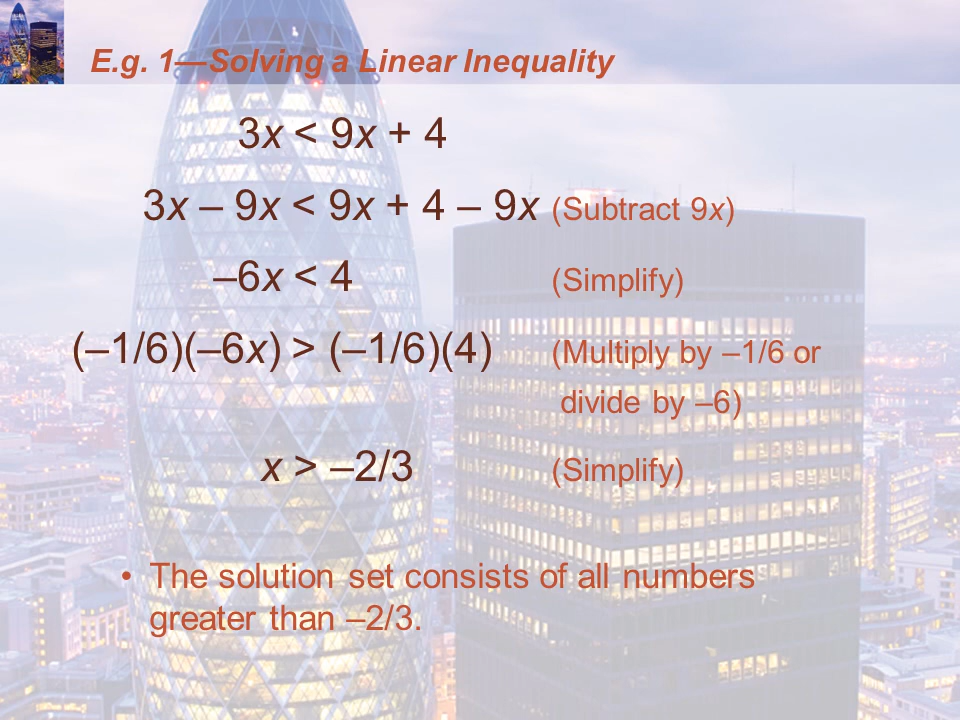 E.g. 1—Solving a Linear Inequality
3x < 9x + 4
3x – 9x < 9x + 4 – 9x (Subtract 9x)
–6x < 4 (Simplify)
(–1/6)(–6x) > (–1/6)(4) (Multiply by –1/6 or
divide by –6)
x > –2/3 (Simplify)
• The solution set consists of all numbers
greater than –2/3.